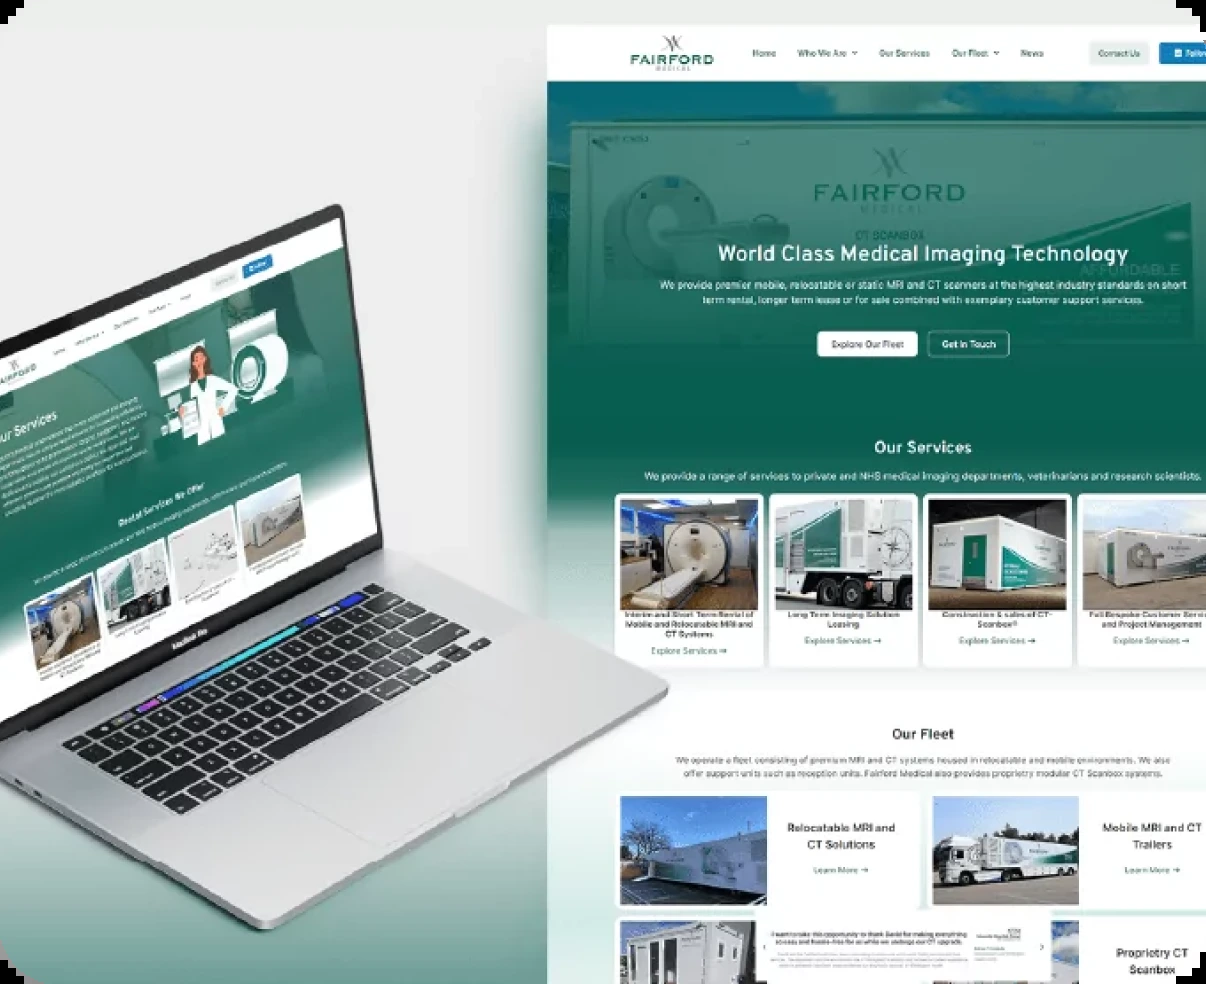 FAIRFORD
MEDICAL
Home
Who We Are
Our Services
Our Fleet
News
Contact Us
Follow
FAIRFORD
MEDICAL
CT SCANBOX
AFFORDABLE
World Class Medical Imaging Technology
We provide premier mobile, relocatable or static MRI and CT scanners at the highest industry standards on short
term rental, longer term lease or for sale combined with exemplary customer support services.
Explore Our Fleet
Get In Touch
Our Services
We provide a range of services to private and NHS medical imaging departments, veterinarians and research scientists.
Interim and Short Term Rental of
Mobile and Relocatable MRI and
CT Systems
Explore Services →
Long Term Imaging Solution
Leasing
Explore Services →
Construction & sales of CT-
Scanbox®
Explore Services →
Full Bespoke Customer Servi
and Project Management
Explore Services →
Our Fleet
We operate a fleet consisting of premium MRI and CT systems housed in relocatable and mobile environments. We also
offer support units such as reception units. Fairford Medical also provides proprietry modular CT Scanbox systems.
Relocatable MRI and
CT Solutions
Learn More →
Mobile MRI and CT
Trailers
Learn More →
I want to take this opportunity to thank David for making everything
so easy and hassle-free for us while we undergo our CT upgrade.
Proprietry CT
Scanbox
AIRFORD
ur Services
Rental Services We Offer
MacBook Pro